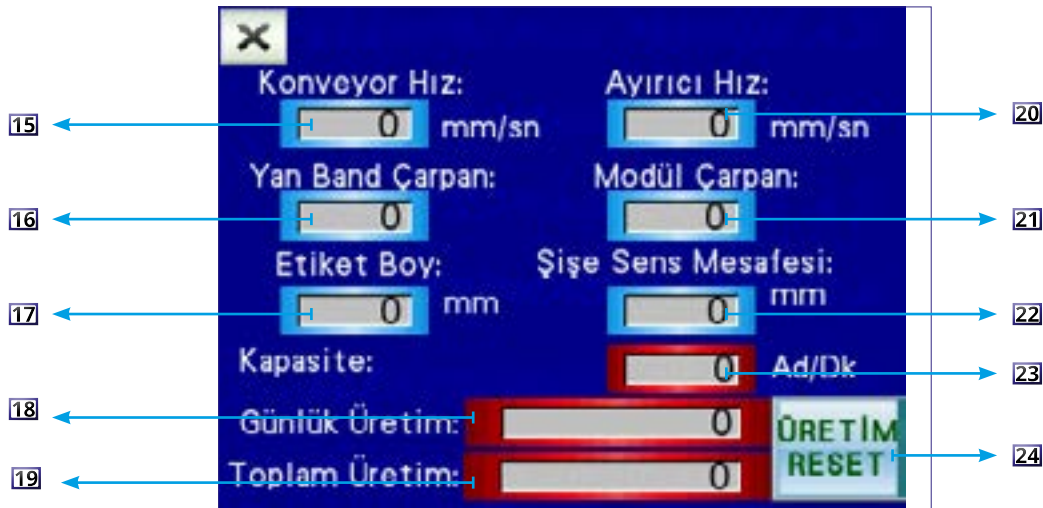 Konveyor Hız: Ayırıcı Hız:
15 0 mm/sn 0 mm/sn 20
Yan Band Çarpan: Modül Çarpan:
16 0 0 21
Etiket Boy: Şişe Sens Mesafesi:
17 0 mm 0 mm 22
Kapasite: 0 Ad/Dk 23
18 Günlük Üretim: 0 ÜRETİM
19 Toplam Üretim: 0 RESET 24